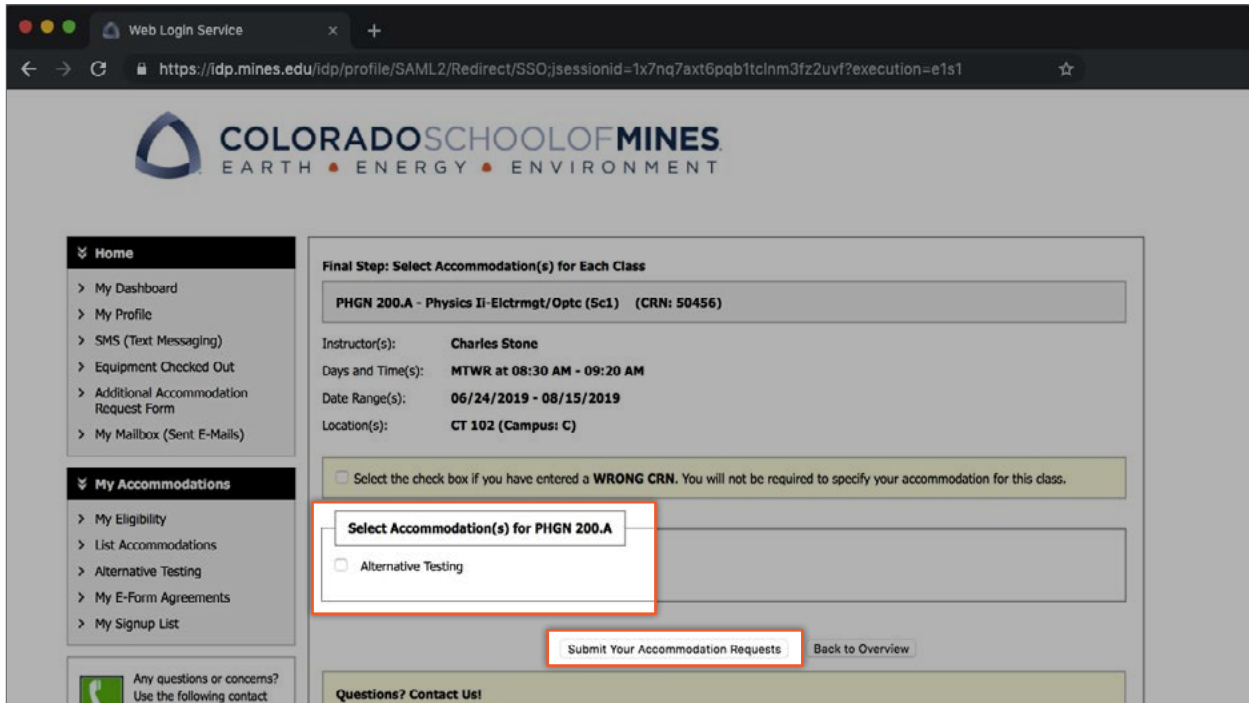 Web Login Service
https://idp.mines.edu/idp/profile/SAML2/Redirect/SSO;jsessionid=1x7nq7axt6pqb1tclnm3fz2uvf?execution=e1s1
COLORADOSCHOOLOFMINES
EARTH • ENERGY • ENVIRONMENT
Home
My Dashboard
My Profile
SMS (Text Messaging)
Equipment Checked Out
Additional Accommodation
Request Form
My Mailbox (Sent E-Mails)
My Accommodations
My Eligibility
List Accommodations
Alternative Testing
My E-Form Agreements
My Signup List
Any questions or concerns?
Use the following contact
Final Step: Select Accommodation(s) for Each Class
PHGN 200.A - Physics Ii-Elctrmgt/Optc (Sc1) (CRN: 50456)
Instructor(s): Charles Stone
Days and Time(s): MTWR at 08:30 AM - 09:20 AM
Date Range(s): 06/24/2019 - 08/15/2019
Location(s): CT 102 (Campus: C)
Select the check box if you have entered a WRONG CRN. You will not be required to specify your accommodation for this class.
Select Accommodation(s) for PHGN 200.A
Alternative Testing
Submit Your Accommodation Requests Back to Overview
Questions? Contact Us!